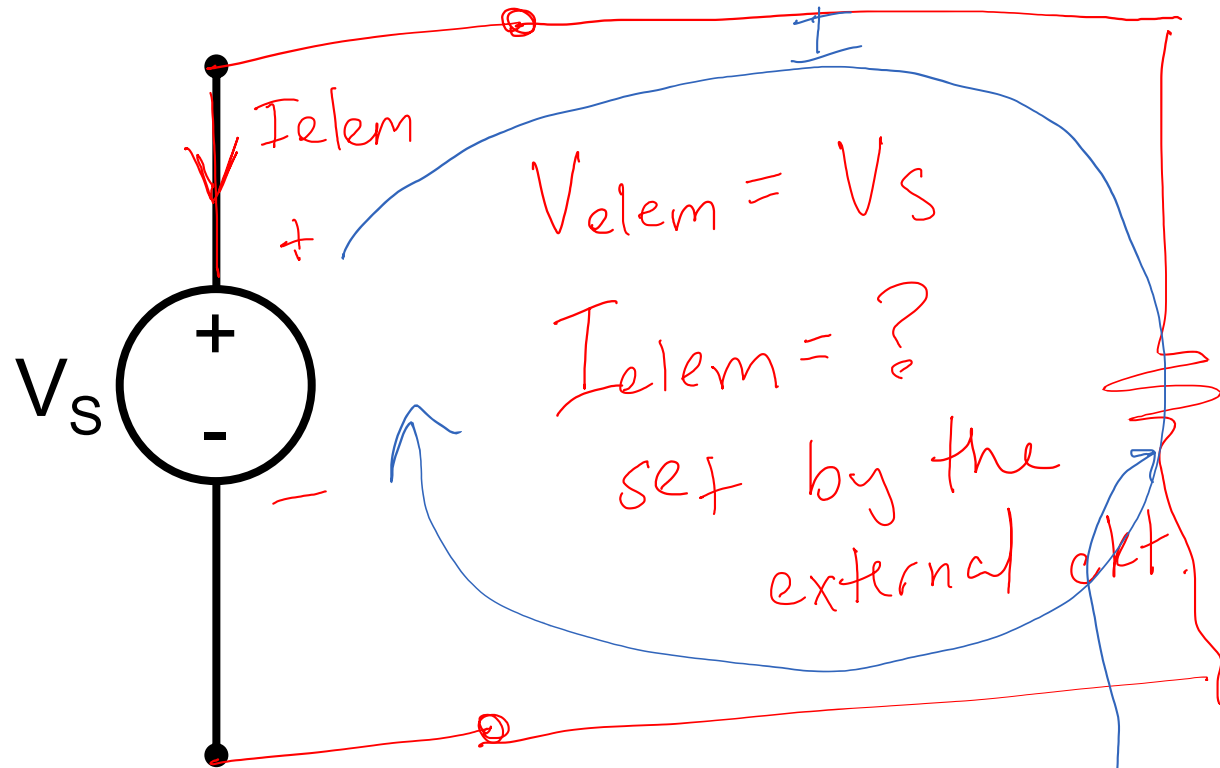 I
Ielem
+
Velem = Vs
+
VS
-
Ielem = ?
−
set by the
external ckt.